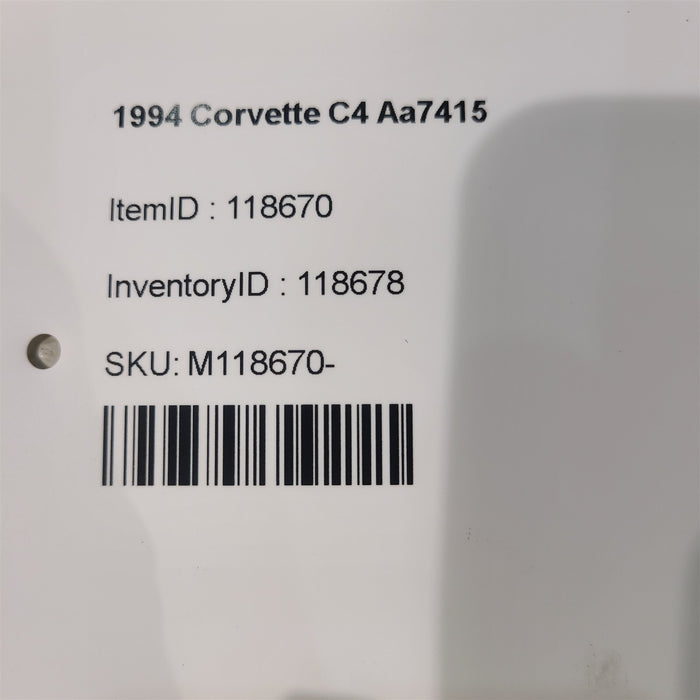 1994 Corvette C4 Aa7415
ItemID : 118670
InventoryID : 118678
SKU: M118670-